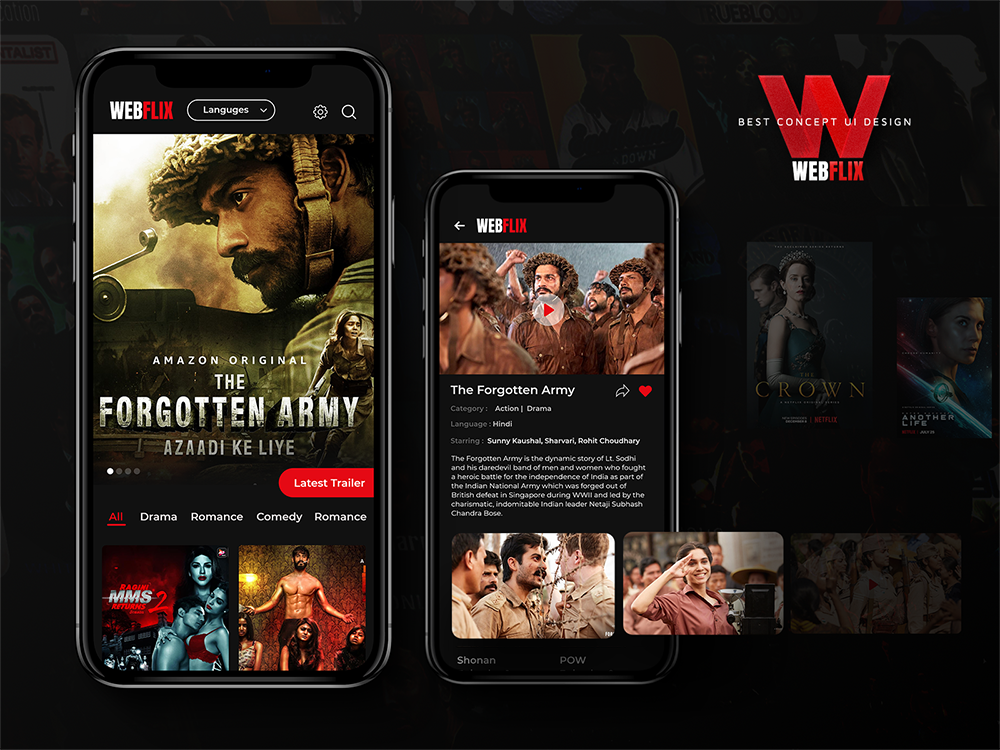 WEBFLIX
Languges
AMAZON ORIGINAL
THE
FORGOTTEN ARMY
AZAADI KE LIYE
Latest Trailer
All Drama Romance Comedy Romance
RAGINI
MMS
RETURNS 2
WEBFLIX
The Forgotten Army
Category : Action | Drama
Language : Hindi
Starring : Sunny Kaushal, Sharvari, Rohit Choudhary
The Forgotten Army is the dynamic story of Lt. Sodhi
and his daredevil band of men and women who fought
a heroic battle for the independence of India as part of
the Indian National Army which was forged out of
British defeat in Singapore during WWII and led by the
charismatic, indomitable Indian leader Netaji Subhash
Chandra Bose.
Shonan POW
BEST CONCEPT UI DESIGN
WEBFLIX
THE
CROWN
NETFLIX
ANOTHER
LIFE
NETFLIX
TRUEBLOOD